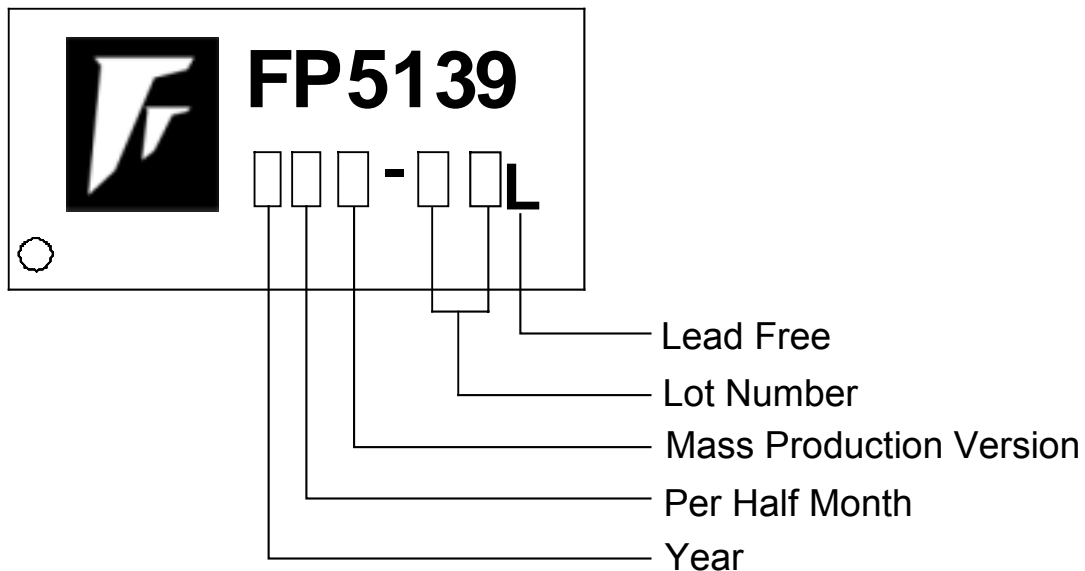 FP5139
- L
Lead Free
Lot Number
Mass Production Version
Per Half Month
Year